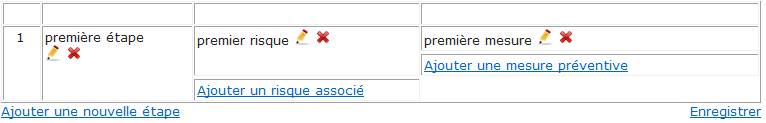 1 première étape premier risque première mesure
Ajouter une mesure préventive
Ajouter un risque associé
Ajouter une nouvelle étape Enregistrer